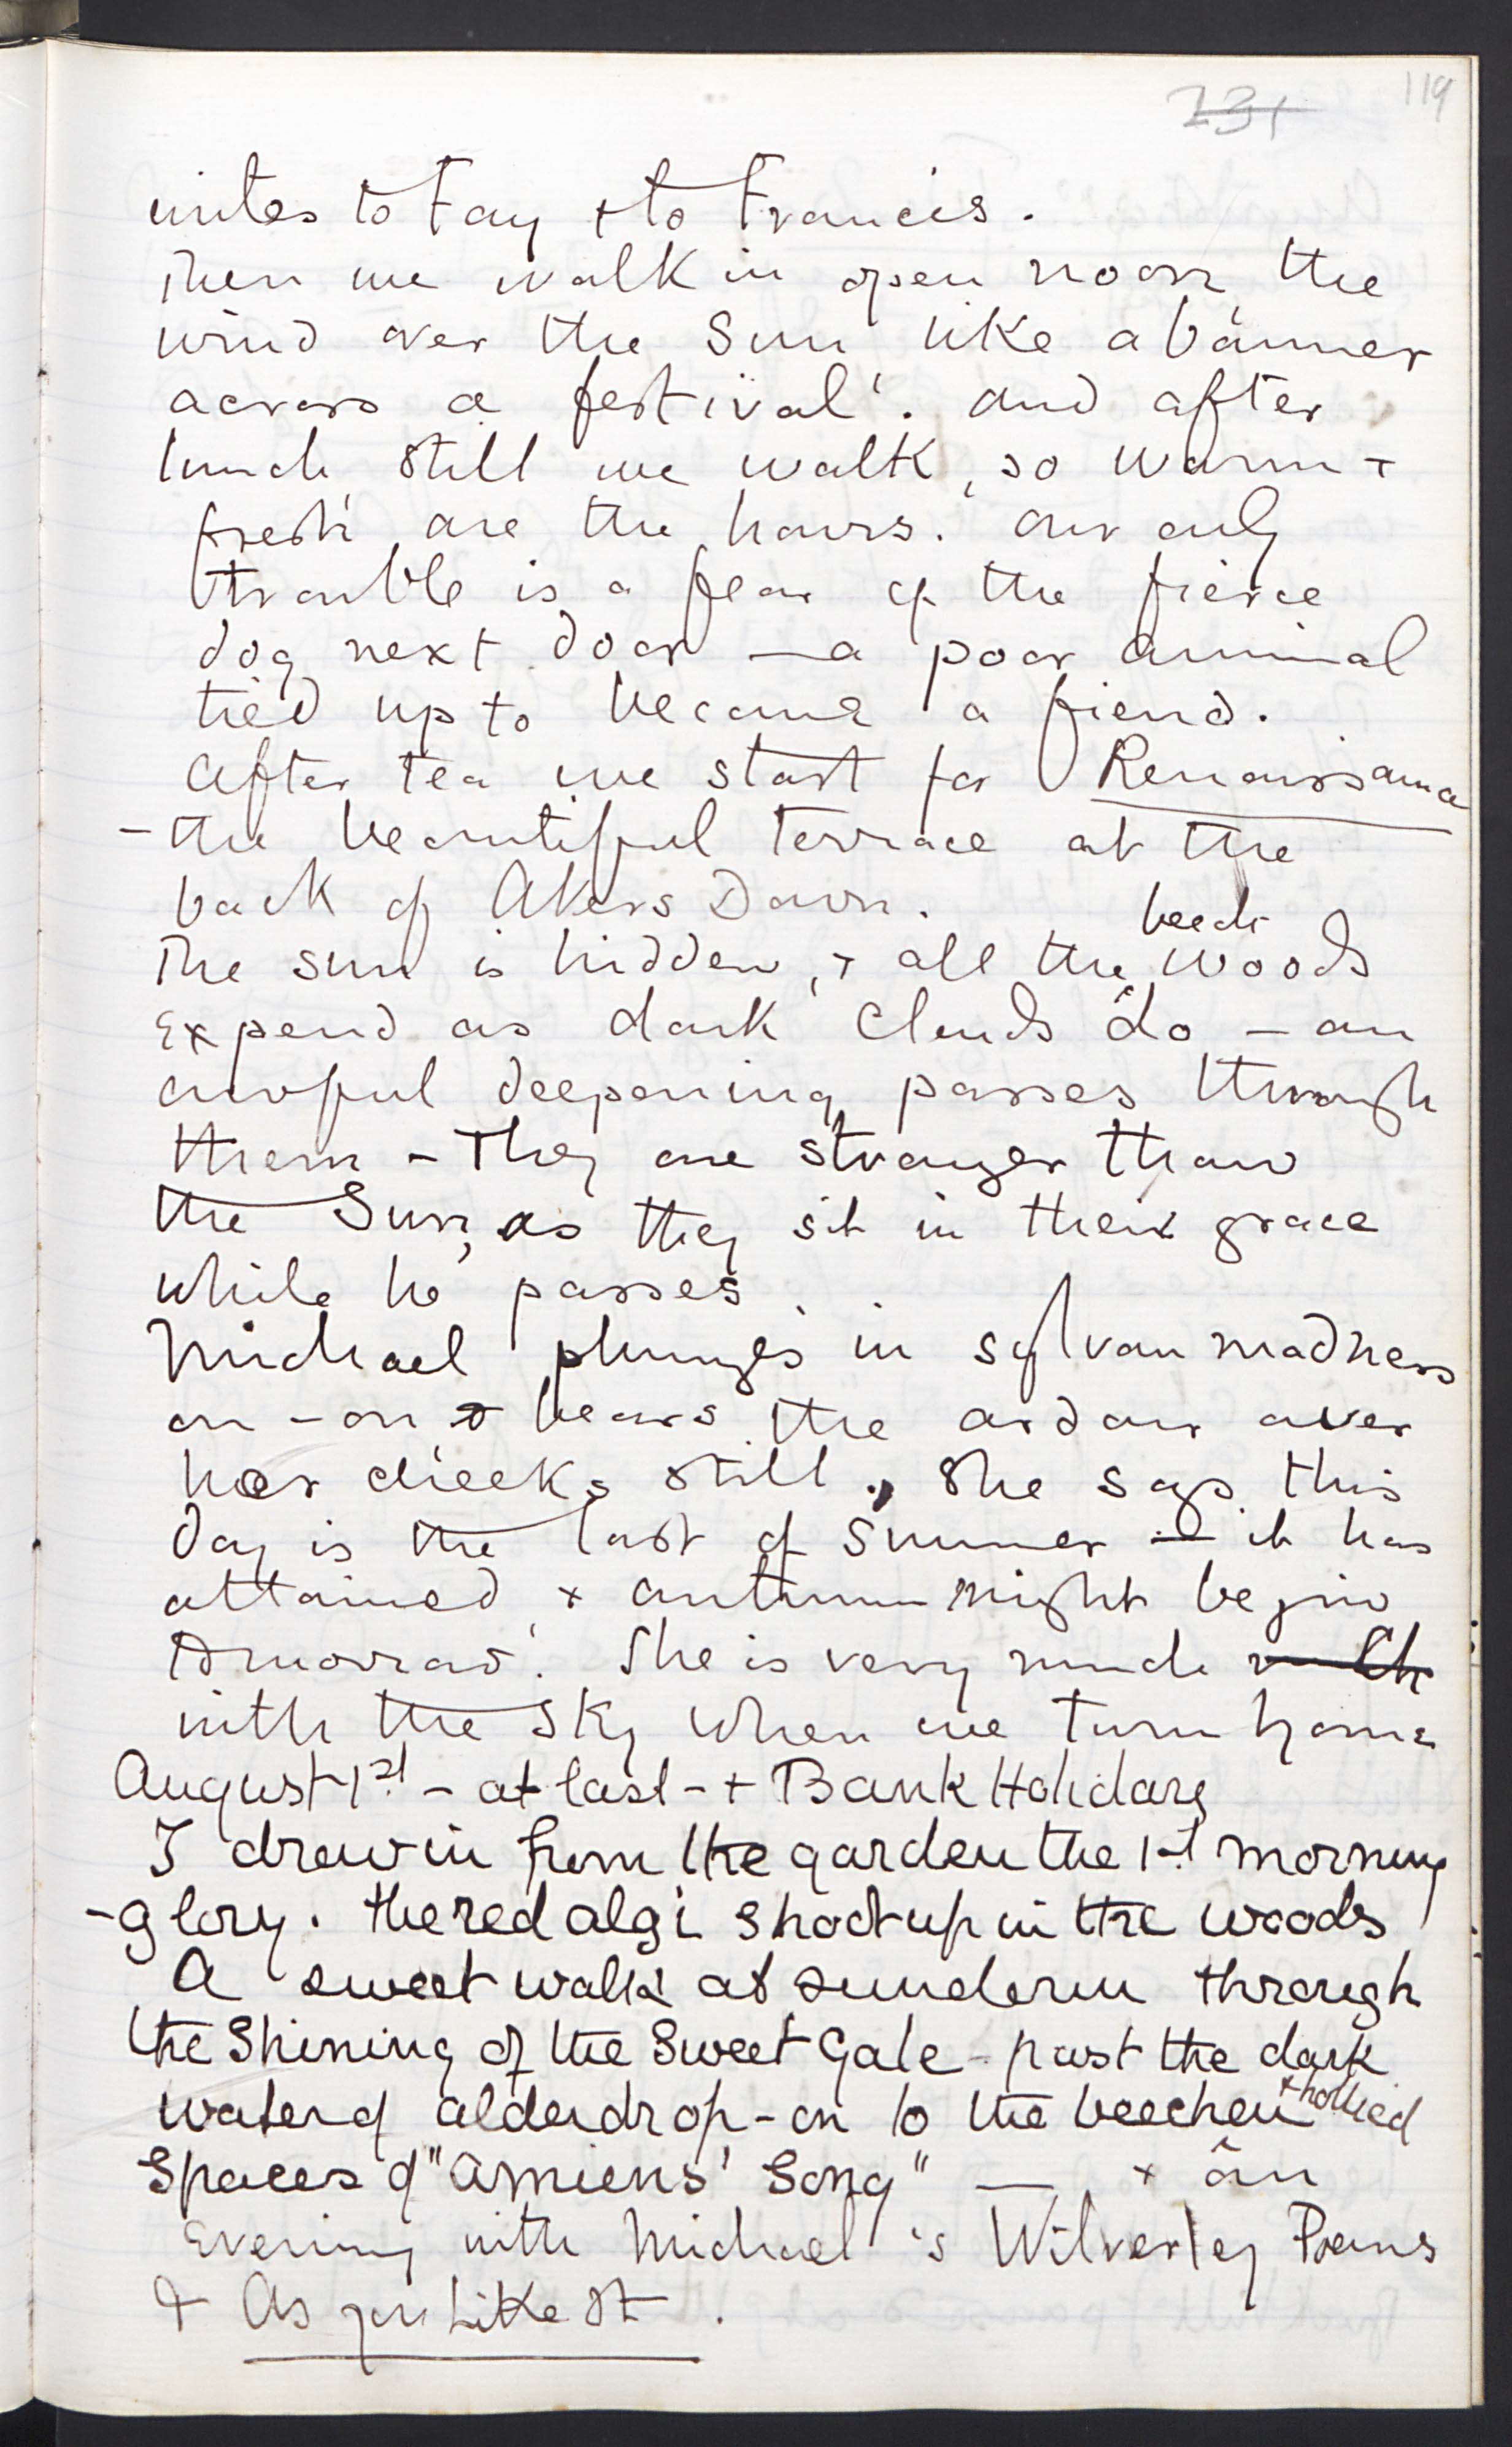 231
119
writes to Fay & to Francis.
Then we walk in open noon, the
wind over the Sun like a banner
across a festival. and after
lunch still we walk, so warm &
fresh are the hours. Our only
trouble is a fear of the fierce
dog next door — a poor animal
tied up to become a fiend.
After tea we start for Renaissance
- the beautiful terrace at the
back of Akers Down.
The sun is hidden, & all the beech woods
expend as dark clouds do — an
awful deepening passes through
them - They are stronger than
the Sun, as they sit in their grace
while he passes.
Michael plunges in sylvan madness
on - on & bears the ardour over
her cheeks still. She says this
day is the last of Summer — it has
attained & autumn might begin
tomorrow. She is very much with
with the sky when we turn home
August 1st. - at last - & Bank Holiday
I draw in from the garden the 1st morning
-glory. the red algi shoot up in the woods
A sweet walk at sundown through
the Shining of the Sweet Gale - past the dark
water of alderdrop - on to the beechen & hollied
Spaces of "Amiens' Song" — & an
Evening with Michael's Wilverley Poems
& As you Like It.